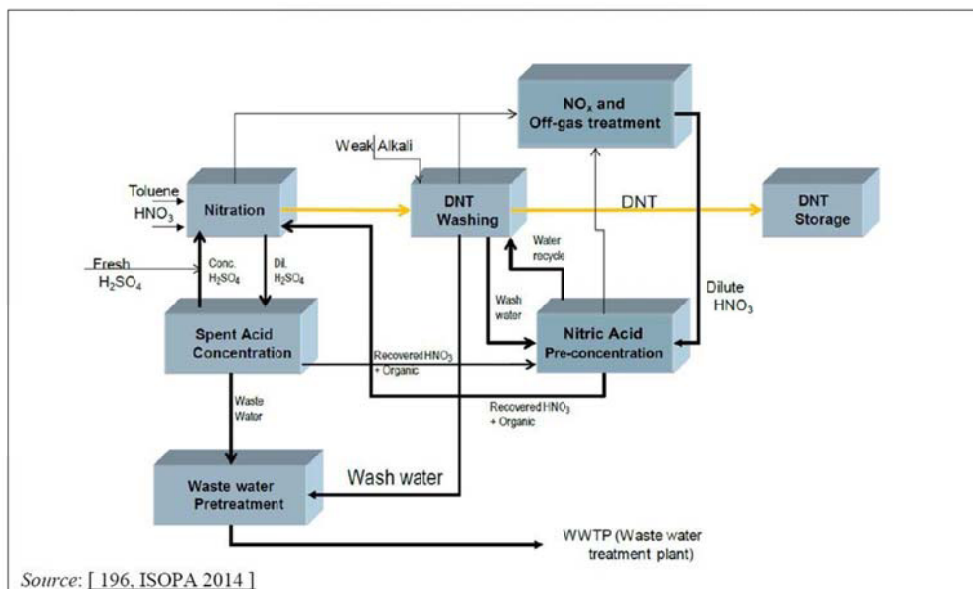 NOₓ and
Off-gas treatment
Weak Alkali
Toluene
HNO₃
Nitration
DNT
Washing
DNT
DNT
Storage
Fresh
H₂SO₄
Conc.
H₂SO₄
Dil.
H₂SO₄
Water
recycle
Wash
water
Dilute
HNO₃
Spent Acid
Concentration
Nitric Acid
Pre-concentration
Recovered HNO₃
+ Organic
Recovered HNO₃
+ Organic
Waste
Water
Waste water
Pretreatment
Wash water
WWTP (Waste water
treatment plant)
Source: [ 196, ISOPA 2014 ]